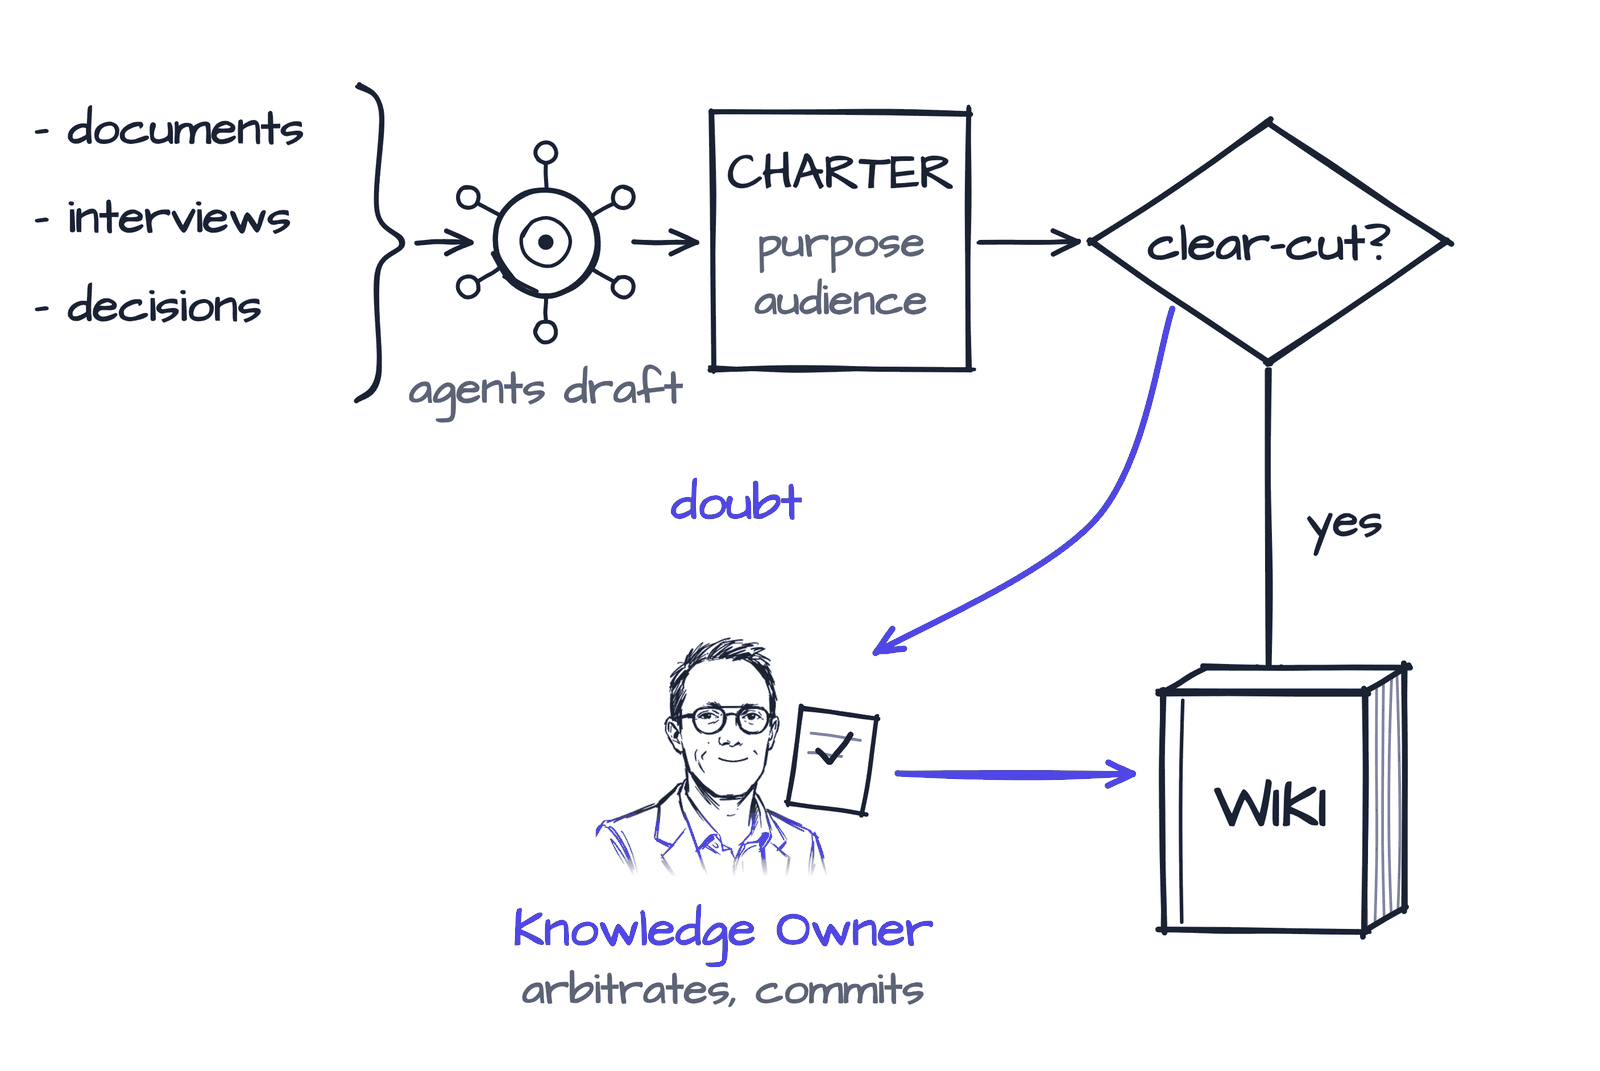 - documents
- interviews
- decisions
agents draft
CHARTER
purpose
audience
clear-cut?
doubt
yes
WIKI
Knowledge Owner
arbitrates, commits